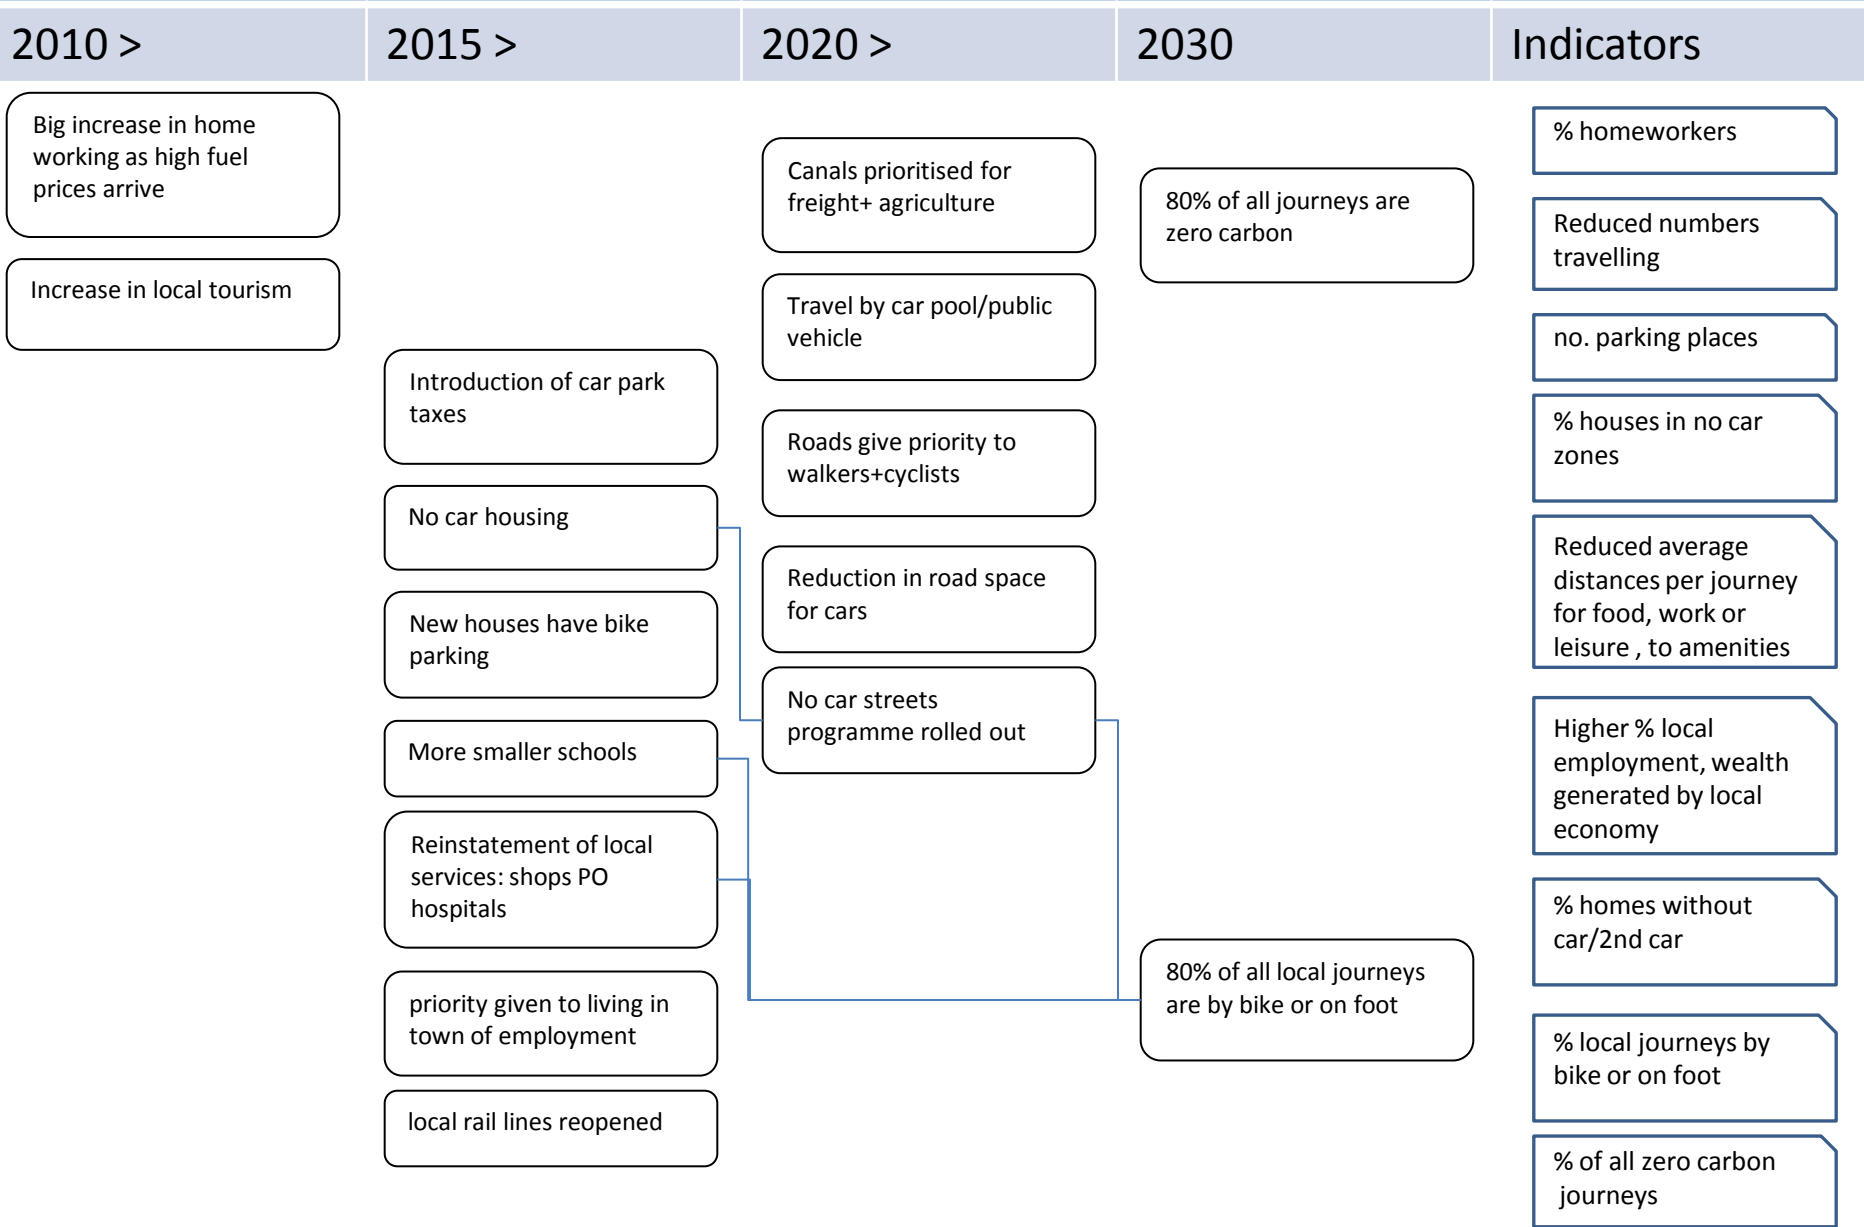 2010 >
2015 >
2020 >
2030
Indicators
Big increase in home
working as high fuel
prices arrive
Increase in local tourism
Introduction of car park
taxes
No car housing
New houses have bike
parking
More smaller schools
Reinstatement of local
services: shops PO
hospitals
priority given to living in
town of employment
local rail lines reopened
Canals prioritised for
freight+ agriculture
Travel by car pool/public
vehicle
Roads give priority to
walkers+cyclists
Reduction in road space
for cars
No car streets
programme rolled out
80% of all journeys are
zero carbon
80% of all local journeys
are by bike or on foot
% homeworkers
Reduced numbers
travelling
no. parking places
% houses in no car
zones
Reduced average
distances per journey
for food, work or
leisure , to amenities
Higher % local
employment, wealth
generated by local
economy
% homes without
car/2nd car
% local journeys by
bike or on foot
% of all zero carbon
journeys